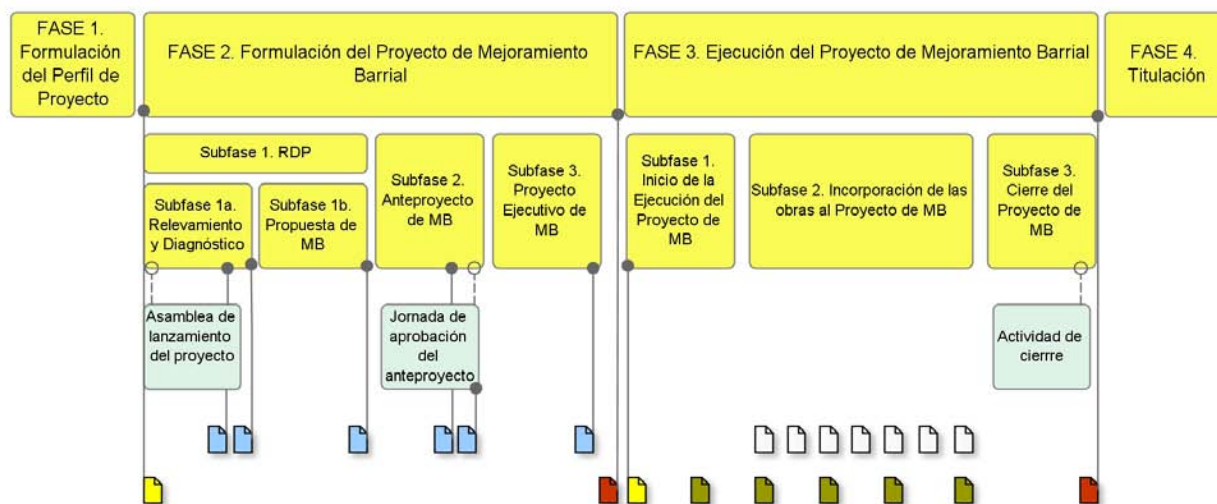 FASE 1.
Formulación
del Perfil de
Proyecto
FASE 2. Formulación del Proyecto de Mejoramiento
Barrial
FASE 3. Ejecución del Proyecto de Mejoramiento Barrial
FASE 4.
Titulación
Subfase 1. RDP
Subfase 1a.
Relevamiento
y Diagnóstico
Subfase 1b.
Propuesta de
MB
Subfase 2.
Anteproyecto
de MB
Subfase 3.
Proyecto
Ejecutivo de
MB
Subfase 1.
Inicio de la
Ejecución del
Proyecto de
MB
Subfase 2. Incorporación de las
obras al Proyecto de MB
Subfase 3.
Cierre del
Proyecto de
MB
Asamblea de
lanzamiento
del proyecto
Jornada de
aprobación
del
anteproyecto
Actividad de
cierrre